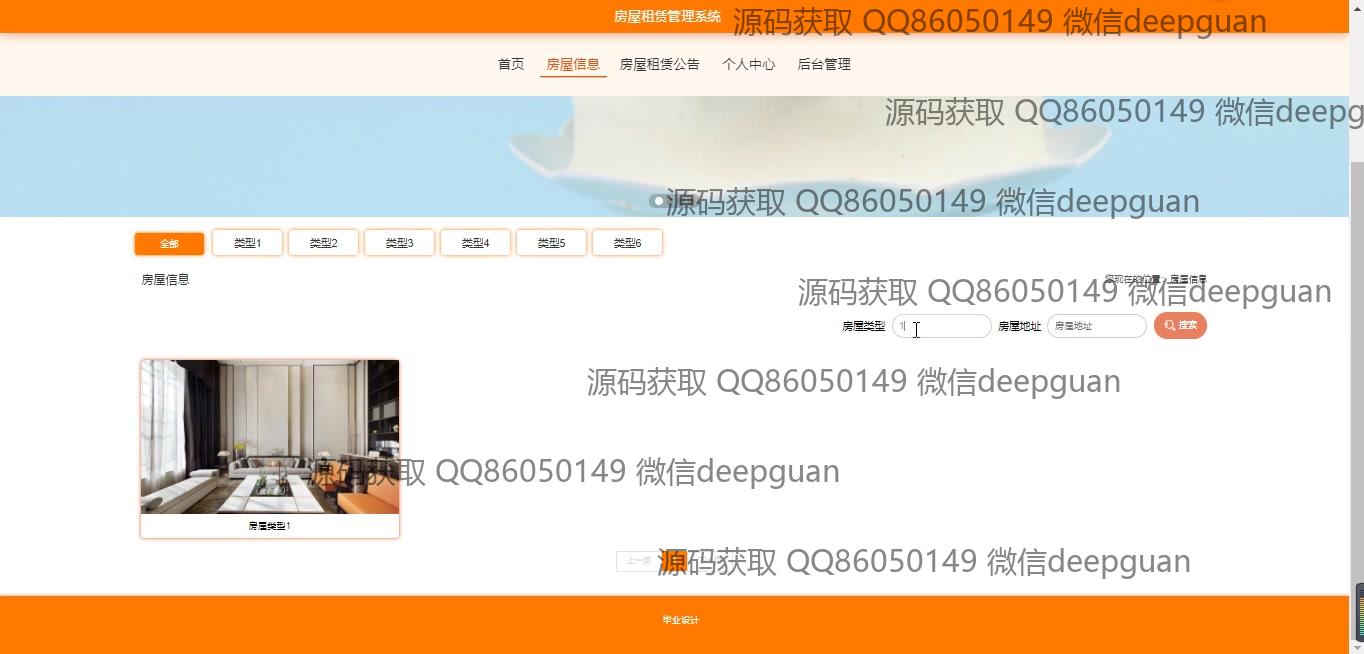 房屋租赁管理系统
源码获取 QQ86050149 微信deepguan
首页 房屋信息 房屋租赁公告 个人中心 后台管理
源码获取 QQ86050149 微信deepg
源码获取 QQ86050149 微信deepguan
全部 类型1 类型2 类型3 类型4 类型5 类型6
房屋信息
您现在的位置: 房屋信息
源码获取 QQ86050149 微信deepguan
房屋类型 1 房屋地址 房屋地址 搜索
源码获取 QQ86050149 微信deepguan
源码获取 QQ86050149 微信deepguan
房屋类型1
上一页
源码获取 QQ86050149 微信deepguan
毕业设计